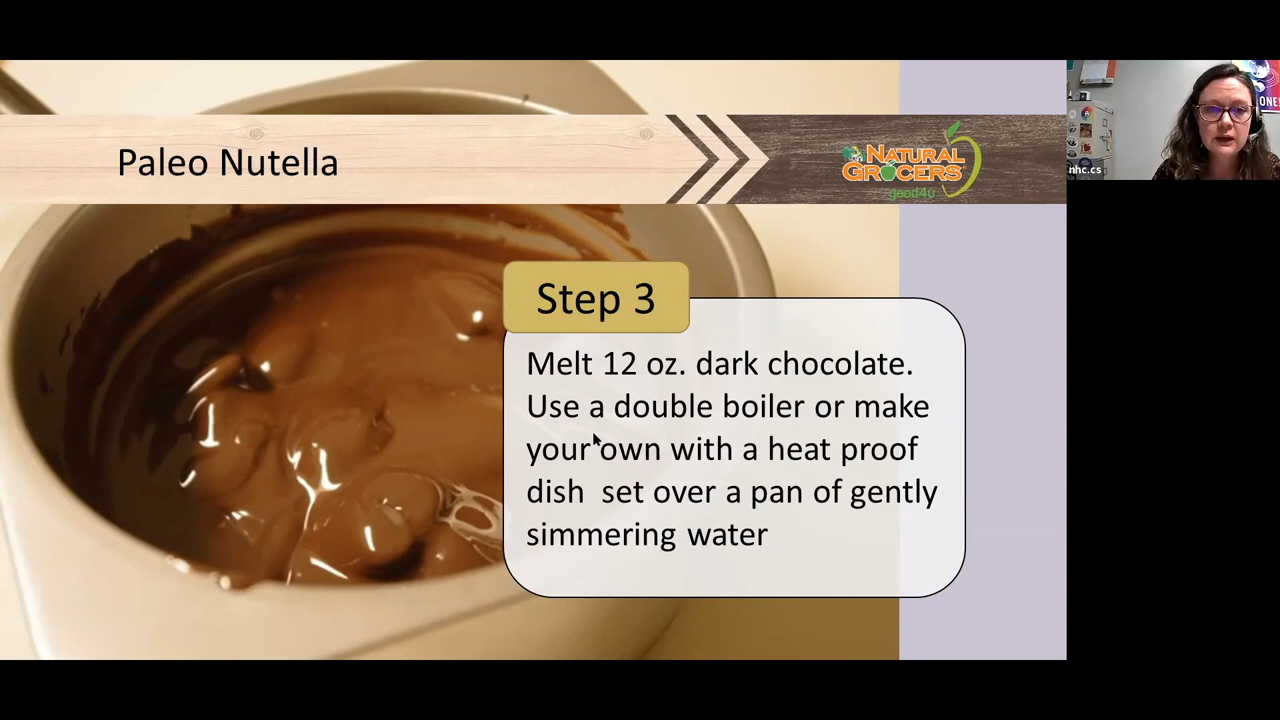 Paleo Nutella
NATURAL
GROCERS
good4u
Step 3
Melt 12 oz. dark chocolate.
Use a double boiler or make
your own with a heat proof
dish  set over a pan of gently
simmering water
nhc.cs
ONE!